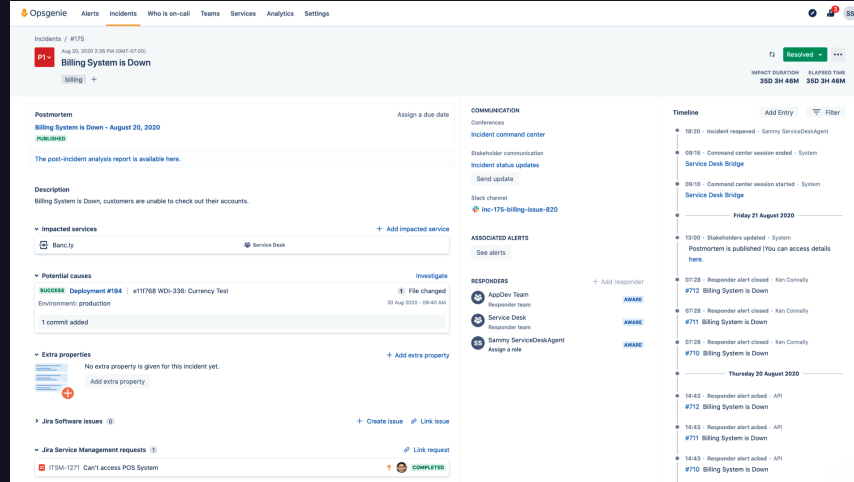 Opsgenie Alerts Incidents Who is on-call Teams Services Analytics Settings
3
SS
Incidents / #175
P1
Aug 20, 2020 2:35 PM (GMT-07:00)
Billing System is Down
billing +
Resolved
IMPACT DURATION ELAPSED TIME
35D 3H 46M 35D 3H 46M
Postmortem Assign a due date
Billing System is Down - August 20, 2020
PUBLISHED
The post-incident analysis report is available here.
Description
Billing System is Down, customers are unable to check out their accounts.
Impacted services + Add impacted service
Banc.ly Service Desk
Potential causes Investigate
SUCCESS Deployment #194 e11f768 WDI-336: Currency Test 1 File changed
Environment: production 20 Aug 2020 - 09:40 AM
1 commit added
Extra properties + Add extra property
No extra property is given for this incident yet.
Add extra property
Jira Software issues 0 + Create issue Link issue
Jira Service Management requests 1 Link request
ITSM-1271 Can't access POS System COMPLETED
COMMUNICATION
Conferences
Incident command center
Stakeholder communication
Incident status updates
Send update
Slack channel
inc-175-billing-issue-820
ASSOCIATED ALERTS
See alerts
RESPONDERS + Add responder
AppDev Team
Responder team
AWARE
Service Desk
Responder team
AWARE
SS
Sammy ServiceDeskAgent
Assign a role
AWARE
Timeline Add Entry Filter
18:20 - Incident reopened - Sammy ServiceDeskAgent
09:15 - Command center session ended - System
Service Desk Bridge
09:10 - Command center session started - System
Service Desk Bridge
Friday 21 August 2020
13:00 - Stakeholders updated - System
Postmortem is published |You can access details
here.
07:28 - Responder alert closed - Ken Connally
#712 Billing System is Down
07:28 - Responder alert closed - Ken Connally
#711 Billing System is Down
07:28 - Responder alert closed - Ken Connally
#710 Billing System is Down
Thursday 20 August 2020
14:43 - Responder alert acked - API
#712 Billing System is Down
14:43 - Responder alert acked - API
#711 Billing System is Down
14:43 - Responder alert acked - API
#710 Billing System is Down